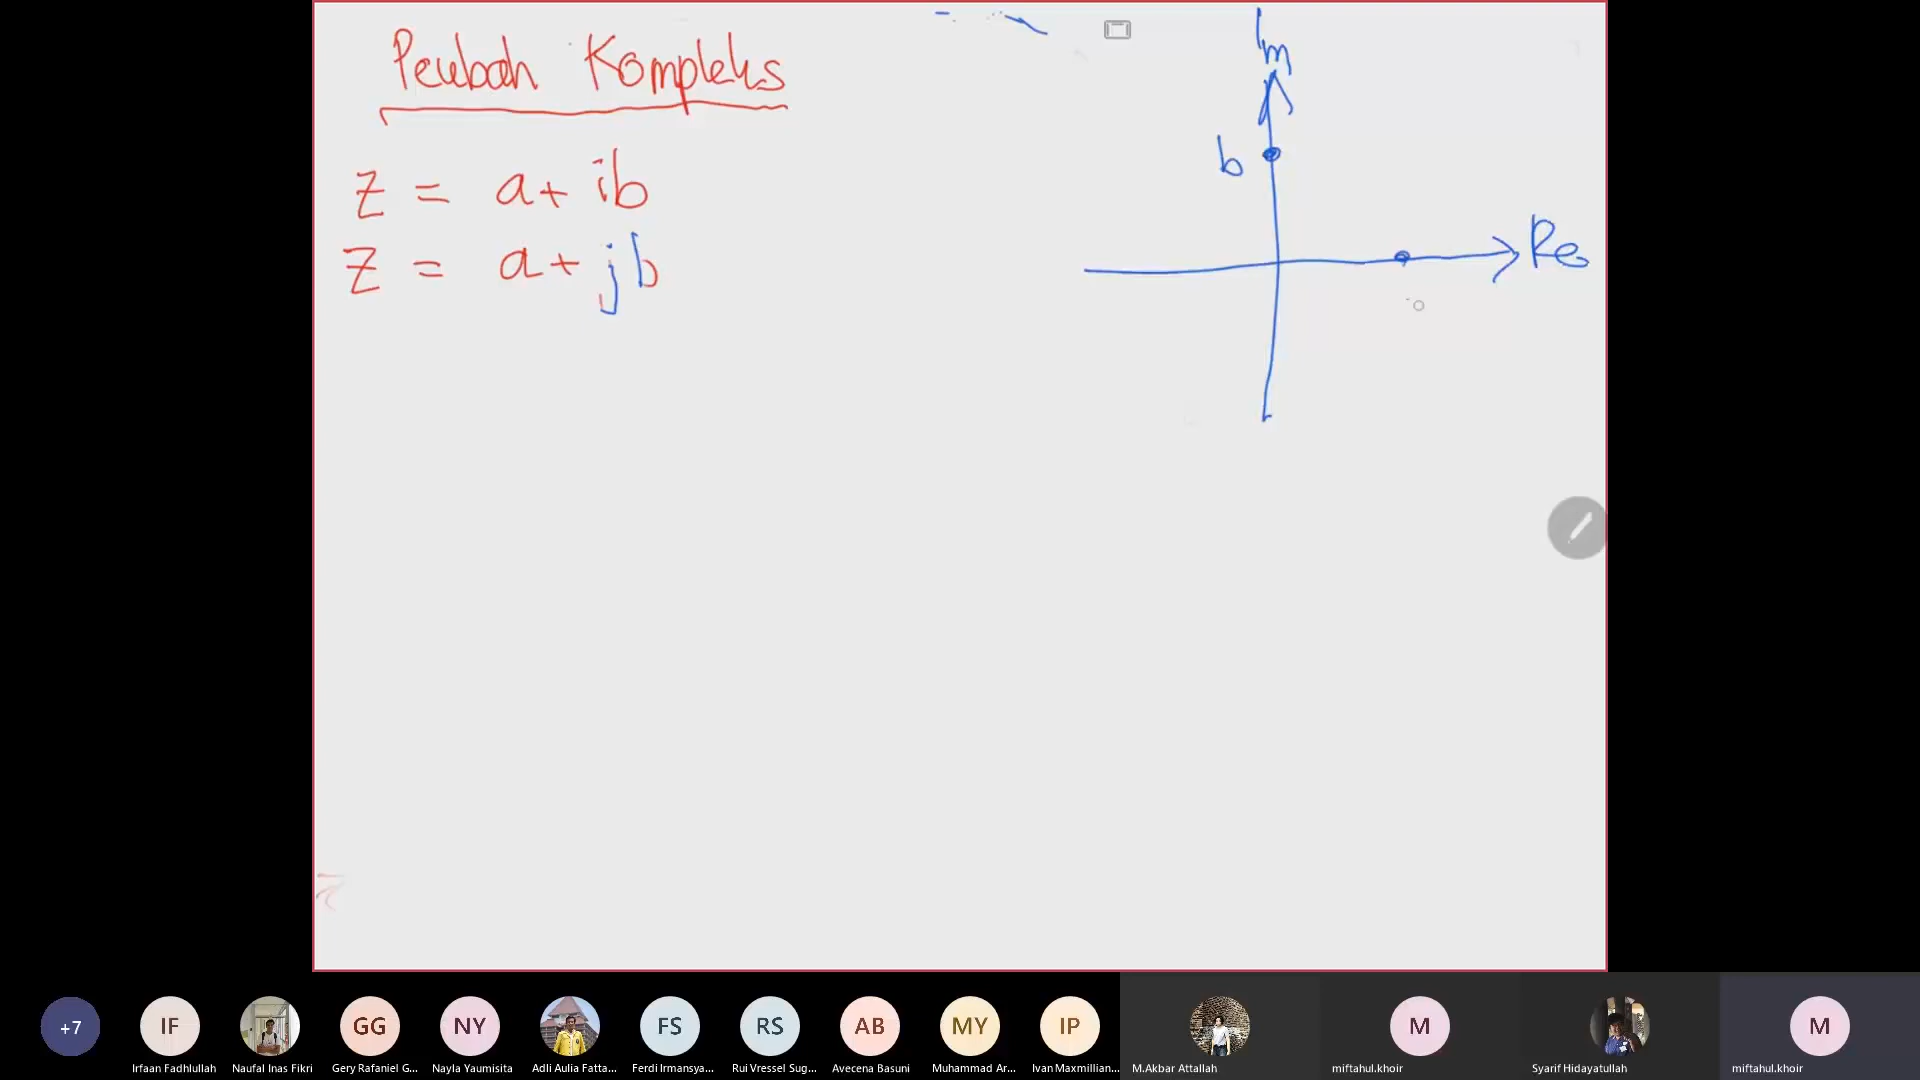 Peubah Kompleks
z = a + ib
z = a + jb
Im
b
Re
+7
IF
GG
NY
FS
RS
AB
MY
IP
M
M
Irfaan Fadhlullah
Naufal Inas Fikri
Gery Rafaniel G...
Nayla Yaumisita
Adli Aulia Fatta...
Ferdi Irmansya...
Rui Vressel Sug...
Avecena Basuni
Muhammad Ar...
Ivan Maxmillian...
M.Akbar Attallah
miftahul.khoir
Syarif Hidayatullah
miftahul.khoir